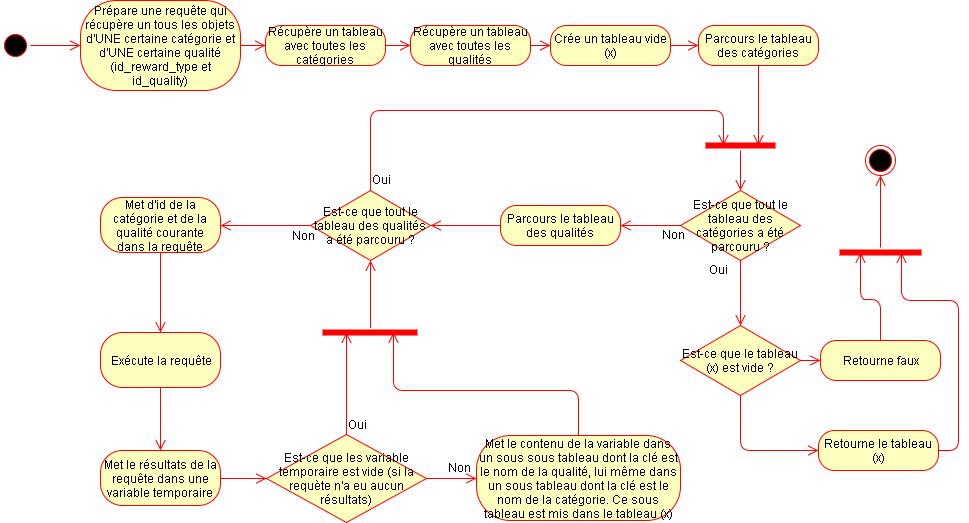 Prépare une requête qui
récupère un tous les objets
d'UNE certaine catégorie et
d'UNE certaine qualité
(id_reward_type et
id_quality)
Récupère un tableau
avec toutes les
catégories
Récupère un tableau
avec toutes les
qualités
Crée un tableau vide
(x)
Parcours le tableau
des catégories
Oui
Met d'id de la
catégorie et de la
qualité courante
dans la requête
Non
Est-ce que tout le
tableau des qualités
a été parcouru ?
Parcours le tableau
des qualités
Non
Est-ce que tout le
tableau des
catégories a été
parcouru ?
Oui
Exécute la requête
Est-ce que le tableau
(x) est vide ?
Retourne faux
Oui
Met le résultats de la
requête dans une
variable temporaire
Est-ce que les variable
temporaire est vide (si la
requète n'a eu aucun
résultats)
Non
Met le contenu de la variable dans
un sous sous tableau dont la clé est
le nom de la qualité, lui même dans
un sous tableau dont la clé est le
nom de la catégorie. Ce sous
tableau est mis dans le tableau (x)
Retourne le tableau
(x)